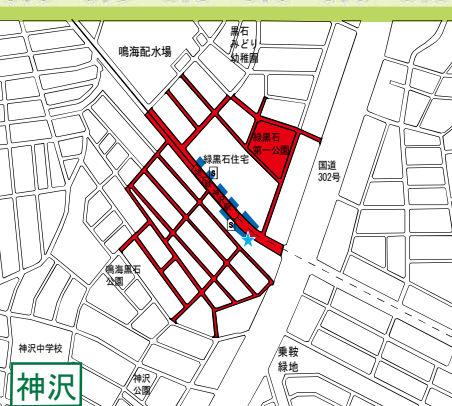 鳴海配水場
黒石
みどり
幼稚園
緑黒石
第一公園
緑黒石住宅
国道
302号
S
S
鳴海黒石
公園
神沢中学校
乗鞍
緑地
神沢
公園
神沢